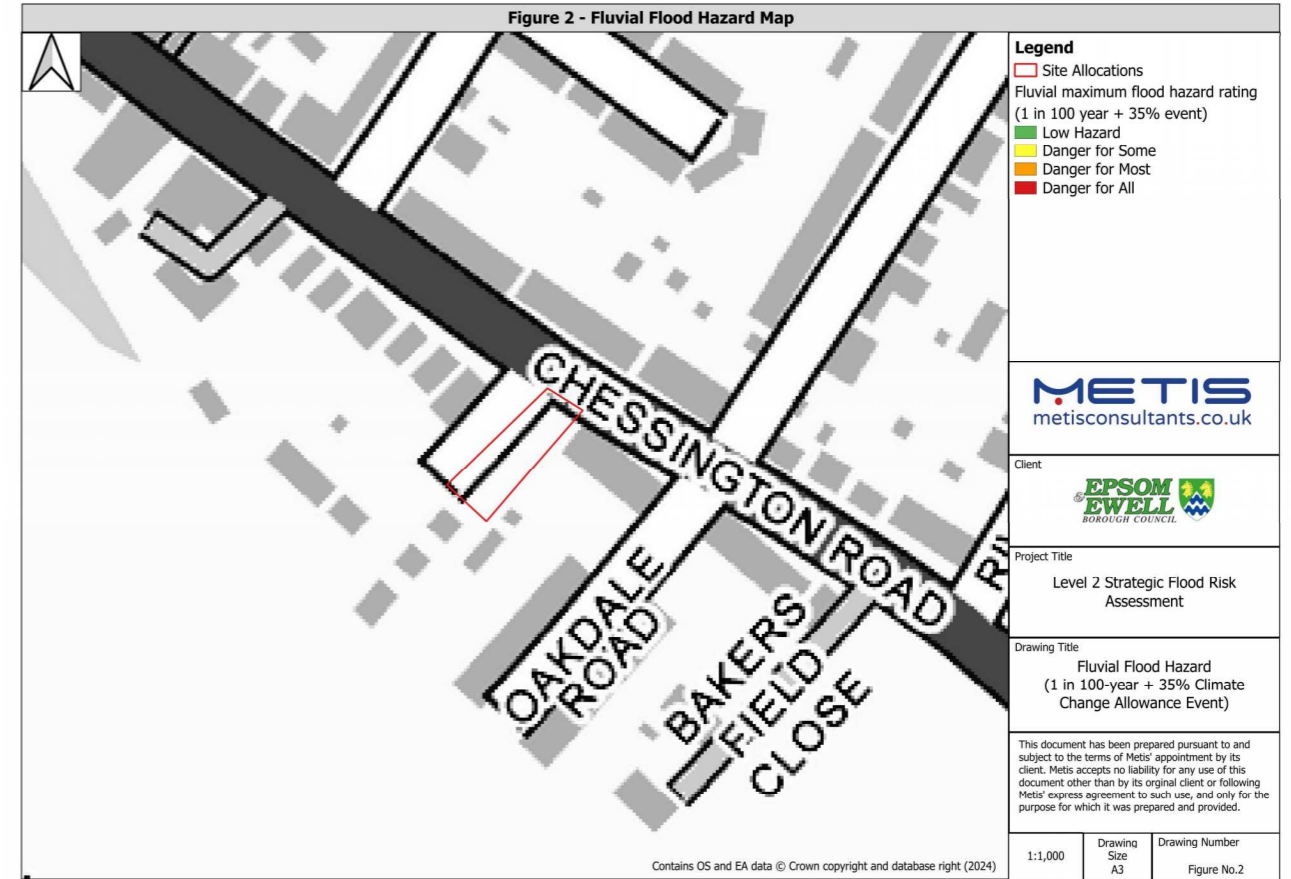 Figure 2 - Fluvial Flood Hazard Map
CHESSINGTON ROAD
OAKDALE
ROAD
BAKERS
FIELD
CLOSE
Contains OS and EA data © Crown copyright and database right (2024)
Legend
Site Allocations
Fluvial maximum flood hazard rating
(1 in 100 year + 35% event)
Low Hazard
Danger for Some
Danger for Most
Danger for All
METIS
metisconsultants.co.uk
Client
EPSOM
& EWELL
BOROUGH COUNCIL
Project Title
Level 2 Strategic Flood Risk
Assessment
Drawing Title
Fluvial Flood Hazard
(1 in 100-year + 35% Climate
Change Allowance Event)
This document has been prepared pursuant to and
subject to the terms of Metis' appointment by its
client. Metis accepts no liability for any use of this
document other than by its orginal client or following
Metis' express agreement to such use, and only for the
purpose for which it was prepared and provided.
1:1,000
Drawing
Size
A3
Drawing Number
Figure No.2